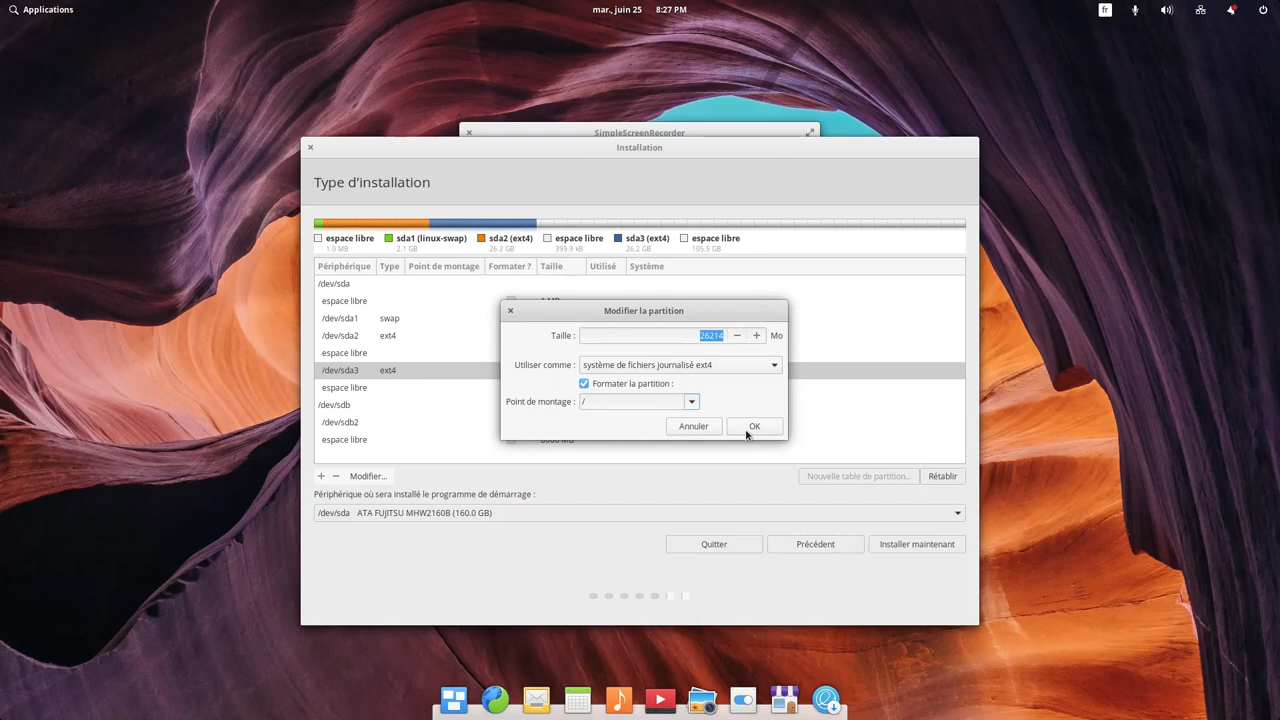 Applications
mar., juin 25 8:27 PM
fr
SimpleScreenRecorder
Installation
Type d'installation
espace libre sda1 (linux-swap) sda2 (ext4) espace libre sda3 (ext4) espace libre
1.0 MB 2.1 GB 26.2 GB 399.9 kB 26.2 GB 105.5 GB
Périphérique Type Point de montage Formater ? Taille Utilisé Système
/dev/sda
espace libre
/dev/sda1 swap
/dev/sda2 ext4
espace libre
/dev/sda3 ext4
espace libre
/dev/sdb
/dev/sdb2
espace libre
Modifier la partition
Taille : 26214 − + Mo
Utiliser comme : système de fichiers journalisé ext4
Formater la partition :
Point de montage : /
Annuler OK
+ − Modifier... Nouvelle table de partition... Rétablir
Périphérique où sera installé le programme de démarrage :
/dev/sda ATA FUJITSU MHW2160B (160.0 GB)
Quitter Précédent Installer maintenant